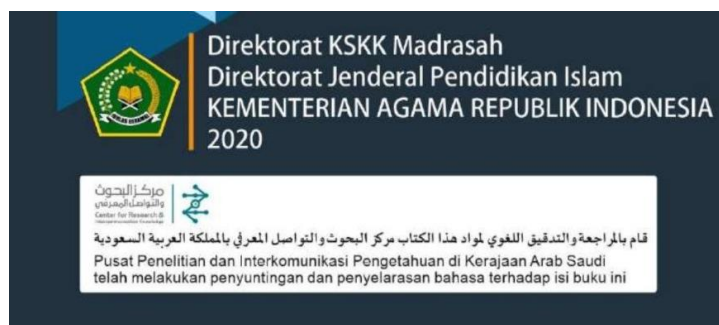 Direktorat KSKK Madrasah
Direktorat Jenderal Pendidikan Islam
KEMENTERIAN AGAMA REPUBLIK INDONESIA
2020
مركز البحوث
والتواصل المعرفي
Center for Research &
قام بالمراجعة والتدقيق اللغوي لمواد هذا الكتاب مركز البحوث والتواصل المعرفي بالمملكة العربية السعودية
Pusat Penelitian dan Interkomunikasi Pengetahuan di Kerajaan Arab Saudi
telah melakukan penyuntingan dan penyelarasan bahasa terhadap isi buku ini